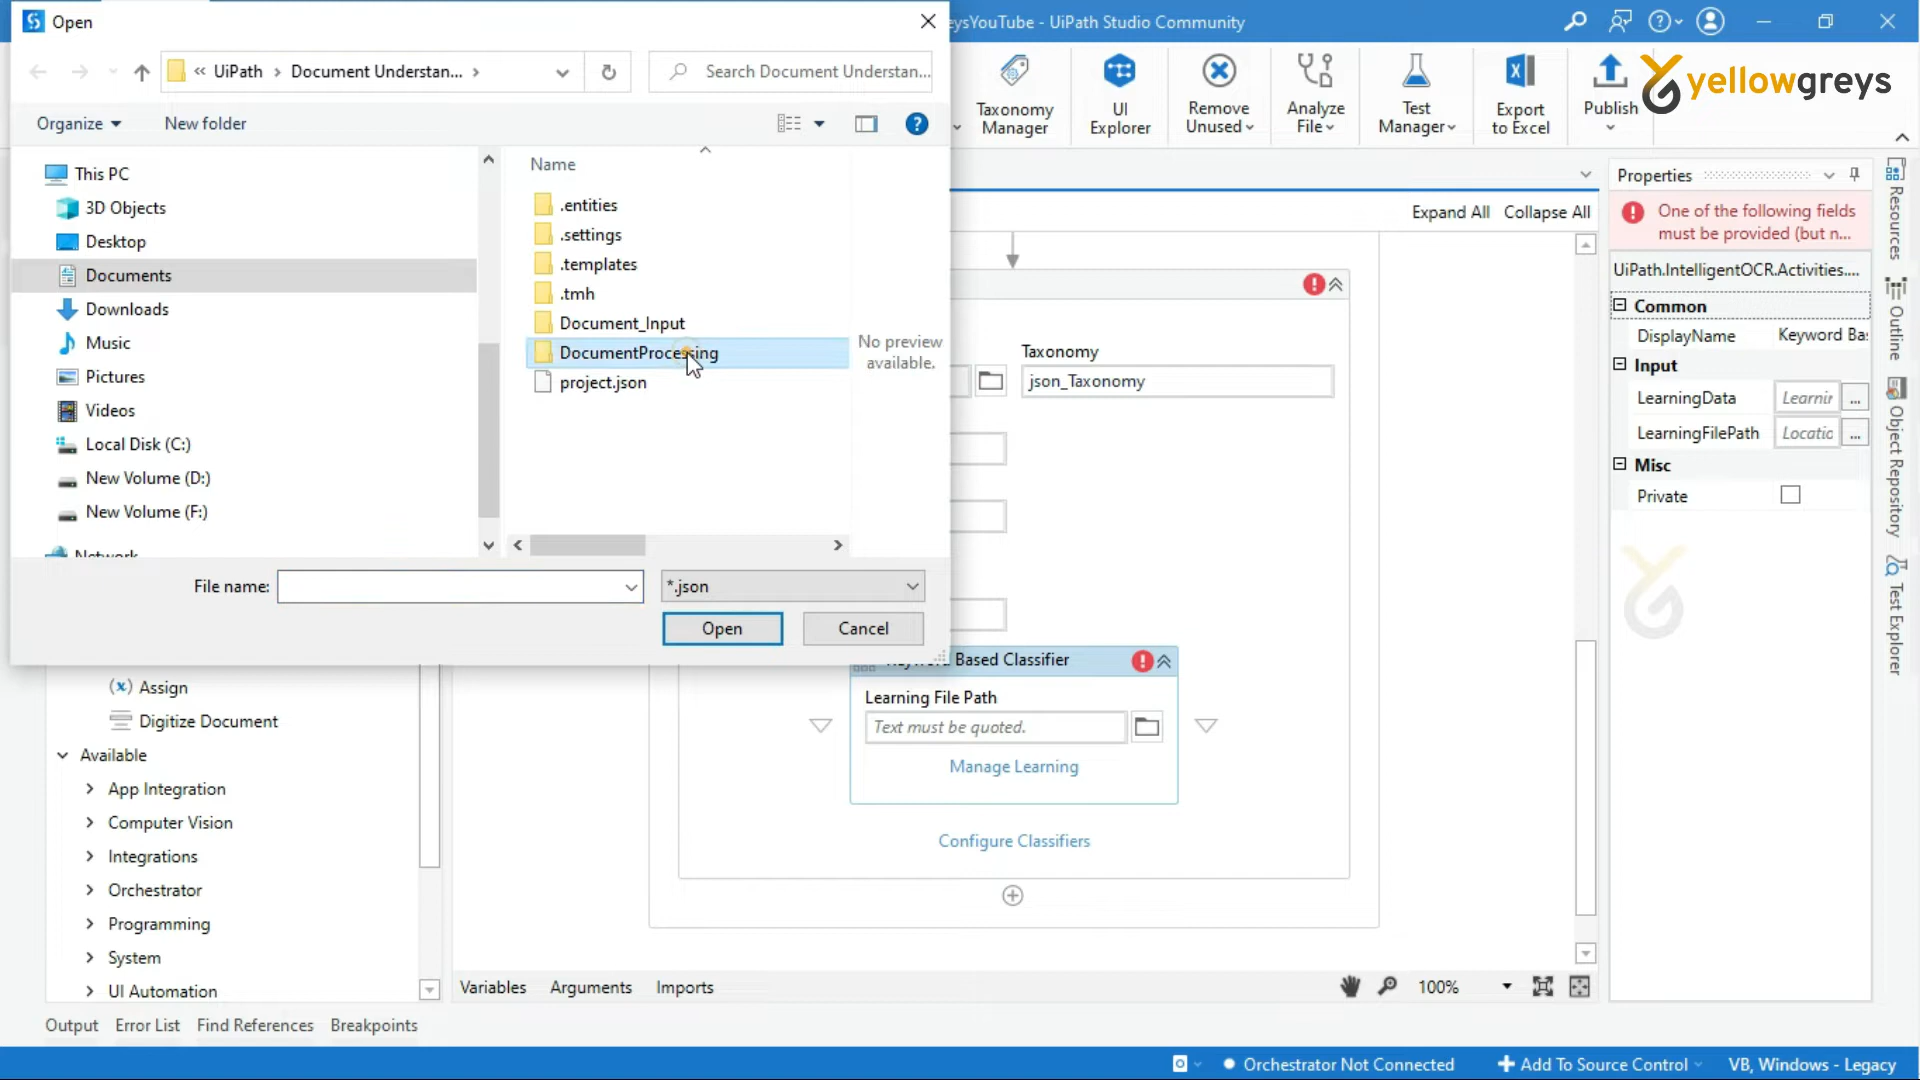 Open
eysYouTube - UiPath Studio Community
« UiPath › Document Understan... ›
Search Document Understan...
Organize
New folder
Taxonomy Manager
UI Explorer
Remove Unused
Analyze File
Test Manager
Export to Excel
Publish
yellowgreys
This PC
3D Objects
Desktop
Documents
Downloads
Music
Pictures
Videos
Local Disk (C:)
New Volume (D:)
New Volume (F:)
Network
Name
.entities
.settings
.templates
.tmh
Document_Input
DocumentProcessing
project.json
No preview
available.
File name:
*.json
Open
Cancel
Expand All
Collapse All
Taxonomy
json_Taxonomy
Keyword Based Classifier
Learning File Path
Text must be quoted.
Manage Learning
Configure Classifiers
Properties
One of the following fields
must be provided (but n...
UiPath.IntelligentOCR.Activities....
Common
DisplayName
Keyword Ba
Input
LearningData
Learnir
...
LearningFilePath
Locatio
...
Misc
Private
Resources
Outline
Object Repository
Test Explorer
(x) Assign
Digitize Document
Available
App Integration
Computer Vision
Integrations
Orchestrator
Programming
System
UI Automation
Variables
Arguments
Imports
100%
Output
Error List
Find References
Breakpoints
Orchestrator Not Connected
Add To Source Control
VB, Windows - Legacy